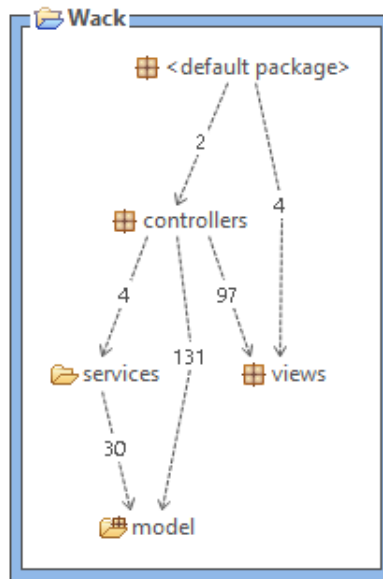 Wack
<default package>
2
4
controllers
4
97
131
services
views
30
model